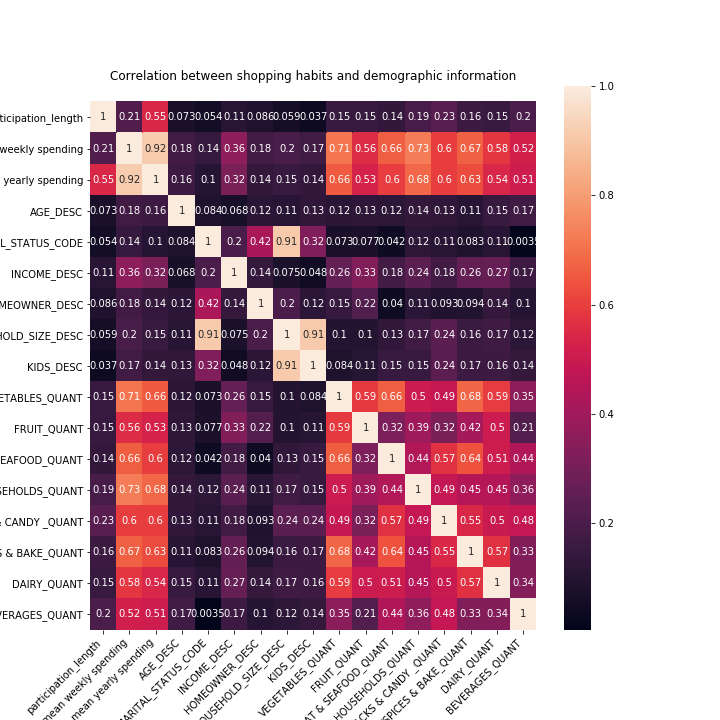 Correlation between shopping habits and demographic information
ticipation_length 1 0.21 0.55 0.073 0.054 0.11 0.086 0.059 0.037 0.15 0.15 0.14 0.19 0.23 0.16 0.15 0.2
weekly spending 0.21 1 0.92 0.18 0.14 0.36 0.18 0.2 0.17 0.71 0.56 0.66 0.73 0.6 0.67 0.58 0.52
yearly spending 0.55 0.92 1 0.16 0.1 0.32 0.14 0.15 0.14 0.66 0.53 0.6 0.68 0.6 0.63 0.54 0.51
AGE_DESC 0.073 0.18 0.16 1 0.084 0.068 0.12 0.11 0.13 0.12 0.13 0.12 0.14 0.13 0.11 0.15 0.17
L_STATUS_CODE 0.054 0.14 0.1 0.084 1 0.2 0.42 0.91 0.32 0.073 0.077 0.042 0.12 0.11 0.083 0.11 0.0035
INCOME_DESC 0.11 0.36 0.32 0.068 0.2 1 0.14 0.075 0.048 0.26 0.33 0.18 0.24 0.18 0.26 0.27 0.17
MEOWNER_DESC 0.086 0.18 0.14 0.12 0.42 0.14 1 0.2 0.12 0.15 0.22 0.04 0.11 0.093 0.094 0.14 0.1
HOLD_SIZE_DESC 0.059 0.2 0.15 0.11 0.91 0.075 0.2 1 0.91 0.1 0.1 0.13 0.17 0.24 0.16 0.17 0.12
KIDS_DESC 0.037 0.17 0.14 0.13 0.32 0.048 0.12 0.91 1 0.084 0.11 0.15 0.15 0.24 0.17 0.16 0.14
ETABLES_QUANT 0.15 0.71 0.66 0.12 0.073 0.26 0.15 0.1 0.084 1 0.59 0.66 0.5 0.49 0.68 0.59 0.35
FRUIT_QUANT 0.15 0.56 0.53 0.13 0.077 0.33 0.22 0.1 0.11 0.59 1 0.32 0.39 0.32 0.42 0.5 0.21
EAFOOD_QUANT 0.14 0.66 0.6 0.12 0.042 0.18 0.04 0.13 0.15 0.66 0.32 1 0.44 0.57 0.64 0.51 0.44
SEHOLDS_QUANT 0.19 0.73 0.68 0.14 0.12 0.24 0.11 0.17 0.15 0.5 0.39 0.44 1 0.49 0.45 0.45 0.36
& CANDY _QUANT 0.23 0.6 0.6 0.13 0.11 0.18 0.093 0.24 0.24 0.49 0.32 0.57 0.49 1 0.55 0.5 0.48
S & BAKE_QUANT 0.16 0.67 0.63 0.11 0.083 0.26 0.094 0.16 0.17 0.68 0.42 0.64 0.45 0.55 1 0.57 0.33
DAIRY_QUANT 0.15 0.58 0.54 0.15 0.11 0.27 0.14 0.17 0.16 0.59 0.5 0.51 0.45 0.5 0.57 1 0.34
VERAGES_QUANT 0.2 0.52 0.51 0.17 0.0035 0.17 0.1 0.12 0.14 0.35 0.21 0.44 0.36 0.48 0.33 0.34 1
participation_length
mean weekly spending
mean yearly spending
AGE_DESC
ARITAL_STATUS_CODE
INCOME_DESC
HOMEOWNER_DESC
OUSEHOLD_SIZE_DESC
KIDS_DESC
VEGETABLES_QUANT
FRUIT_QUANT
AT & SEAFOOD_QUANT
HOUSEHOLDS_QUANT
CKS & CANDY _QUANT
SPICES & BAKE_QUANT
DAIRY_QUANT
BEVERAGES_QUANT
1.0
0.8
0.6
0.4
0.2